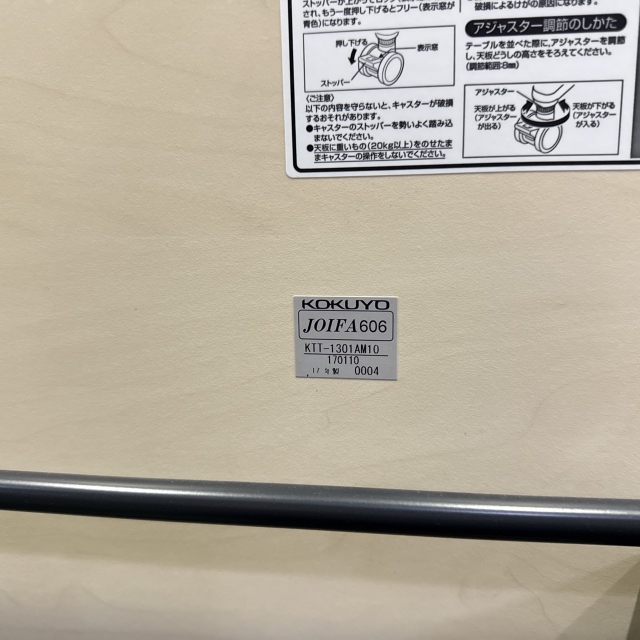 ストッパーが上がってロック
され、もう一度押し下げるとフリー(表示窓が
青色)になります。
押し下げる
表示窓
ストッパー
〈ご注意〉
以下の内容を守らないと、キャスターが破損
するおそれがあります。
●キャスターのストッパーを勢いよく踏み込
まないでください。
●天板に重いもの(20kg以上)をのせたま
まキャスターの操作をしないでください。
破損によるけがの原因になります。
アジャスター調節のしかた
テーブルを並べた際に、アジャスターを調節
し、天板どうしの高さをそろえてください。
(調節範囲:8mm)
アジャスター
天板が上がる
(アジャスター
が出る)
天板が下がる
(アジャスター
が入る)
KOKUYO
JOIFA606
KTT-1301AM10
170110
17年製 0004